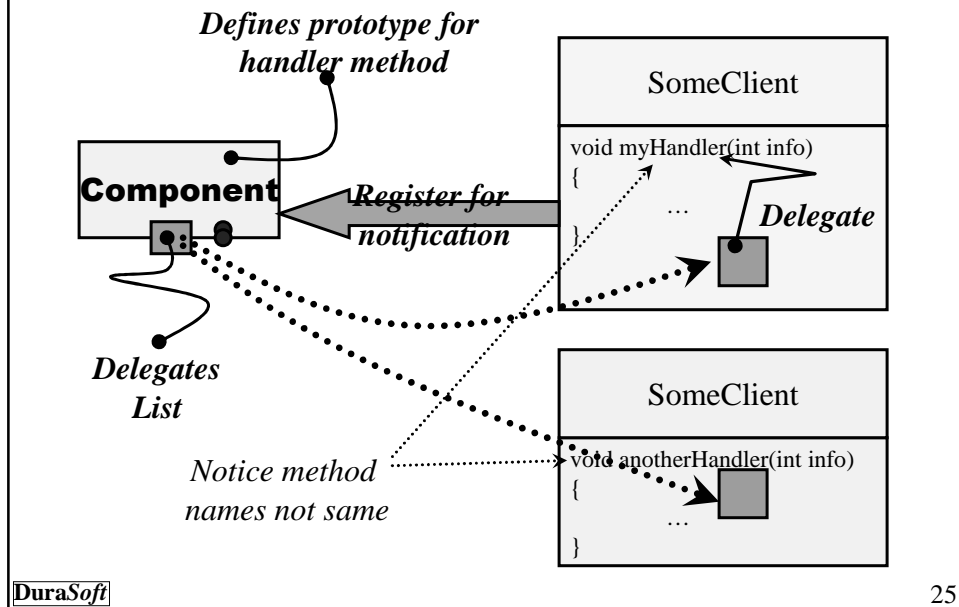 Defines prototype for
handler method
SomeClient
void myHandler(int info)
{
…
}
Delegate
Component
Register for
notification
Delegates
List
SomeClient
void anotherHandler(int info)
{
…
}
Notice method
names not same
DuraSoft
25